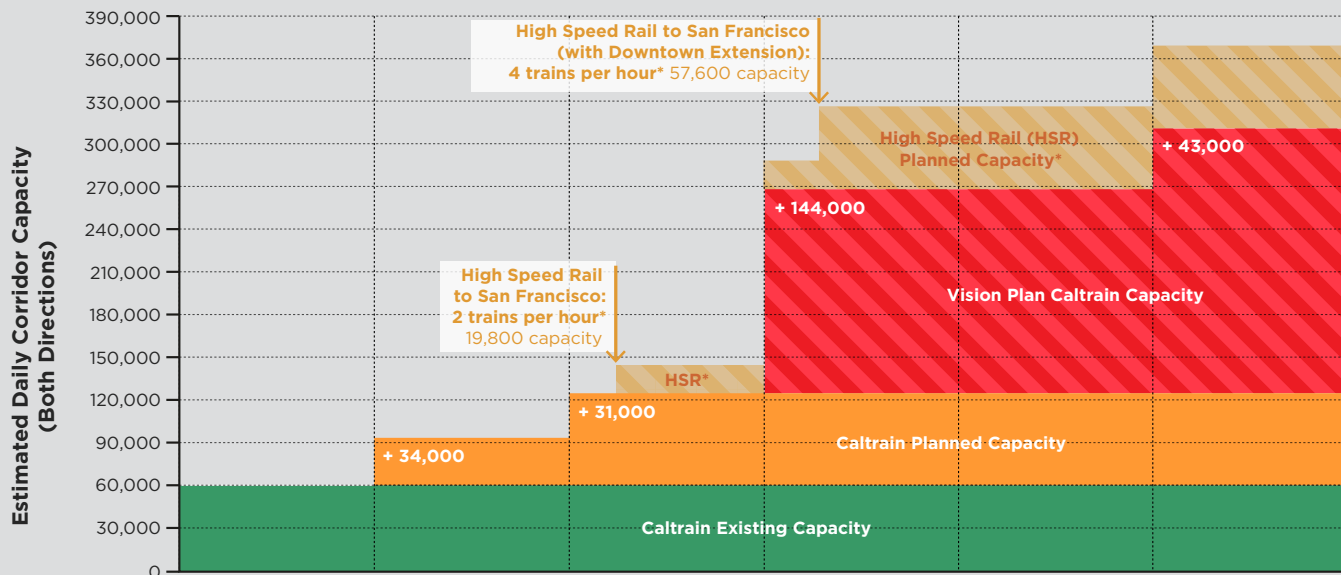 Estimated Daily Corridor Capacity
(Both Directions)
390,000
360,000
330,000
300,000
270,000
240,000
210,000
180,000
150,000
120,000
90,000
60,000
30,000
0
High Speed Rail to San Francisco
(with Downtown Extension):
4 trains per hour* 57,600 capacity
High Speed Rail (HSR)
Planned Capacity*
+ 43,000
+ 144,000
High Speed Rail
to San Francisco:
2 trains per hour*
19,800 capacity
Vision Plan Caltrain Capacity
HSR*
+ 31,000
+ 34,000
Caltrain Planned Capacity
Caltrain Existing Capacity